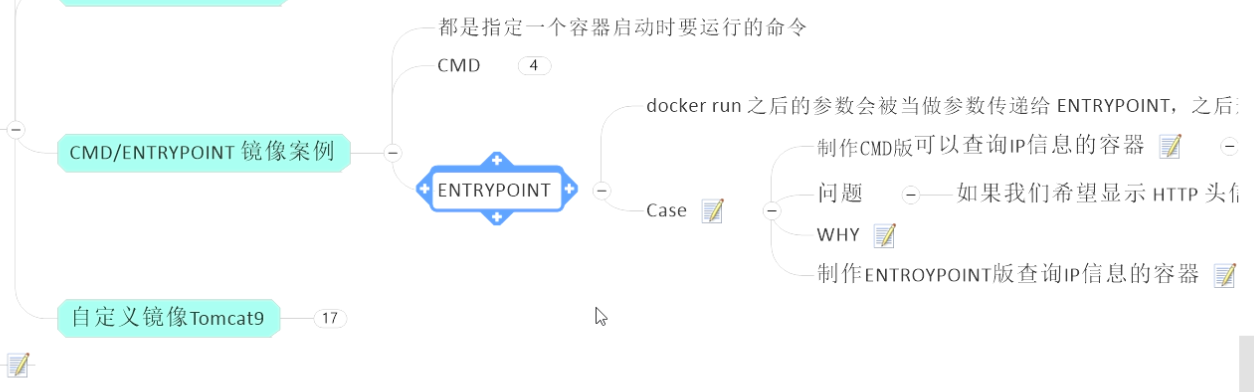 都是指定一个容器启动时要运行的命令
CMD 4
docker run 之后的参数会被当做参数传递给 ENTRYPOINT，之后
CMD/ENTRYPOINT 镜像案例
制作CMD版可以查询IP信息的容器
ENTRYPOINT
问题
如果我们希望显示 HTTP 头
Case
WHY
制作ENTROYPOINT版查询IP信息的容器
自定义镜像Tomcat9 17